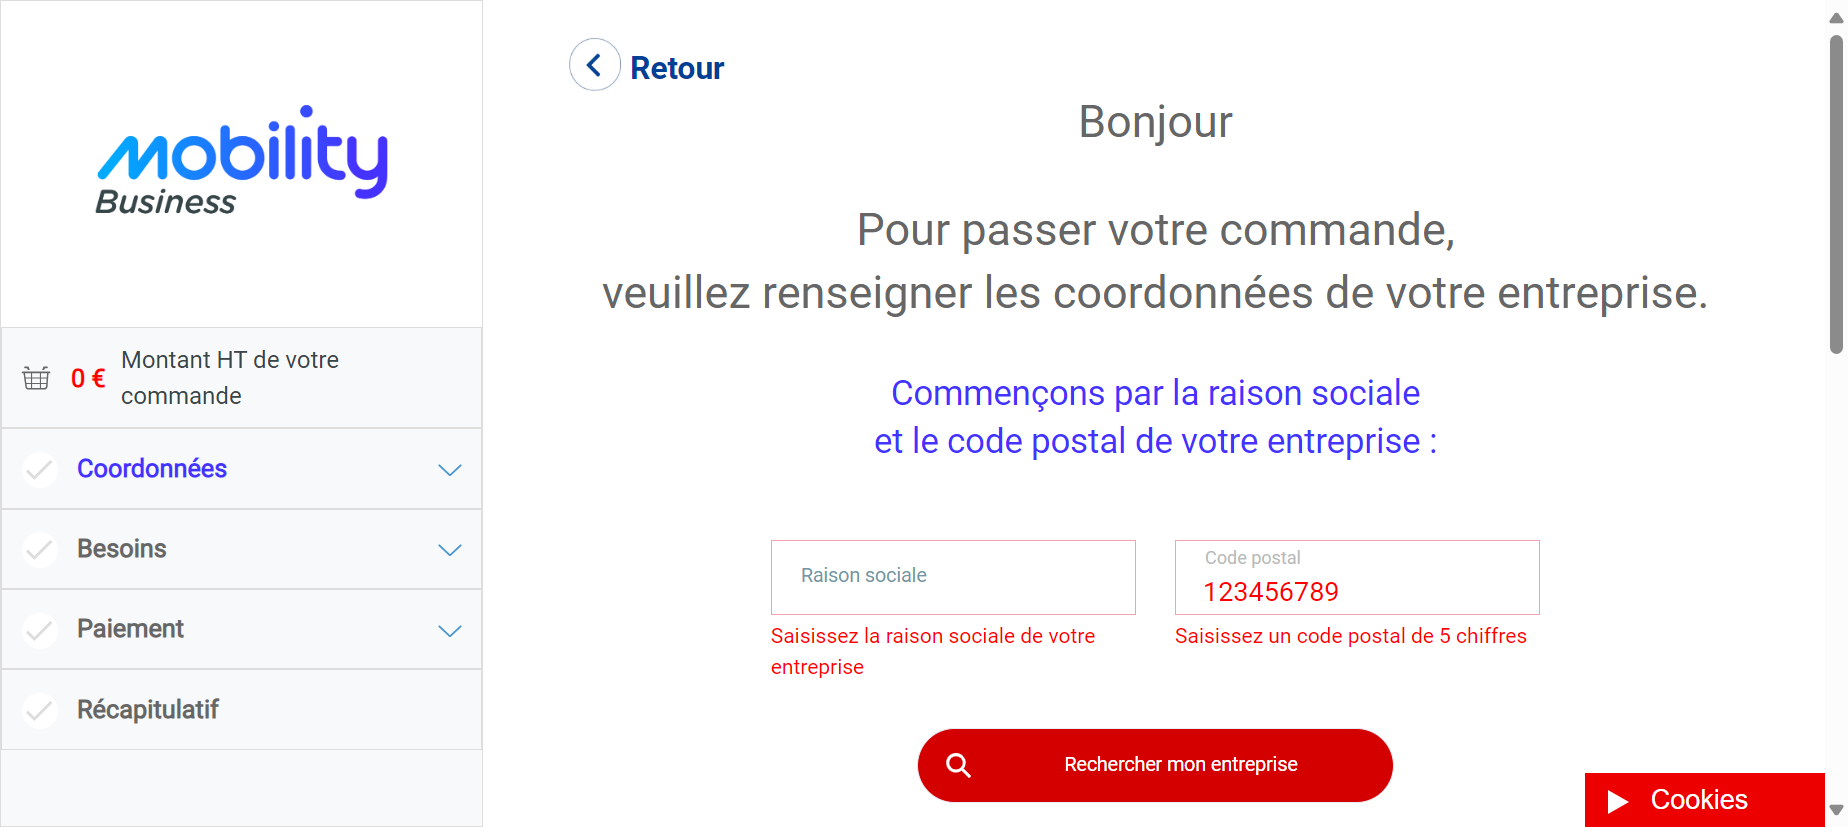 mobility
Business
0 €
Montant HT de votre
commande
Coordonnées
Besoins
Paiement
Récapitulatif
Retour
Bonjour
Pour passer votre commande,
veuillez renseigner les coordonnées de votre entreprise.
Commençons par la raison sociale
et le code postal de votre entreprise :
Raison sociale
Saisissez la raison sociale de votre
entreprise
Code postal
123456789
Saisissez un code postal de 5 chiffres
Rechercher mon entreprise
Cookies